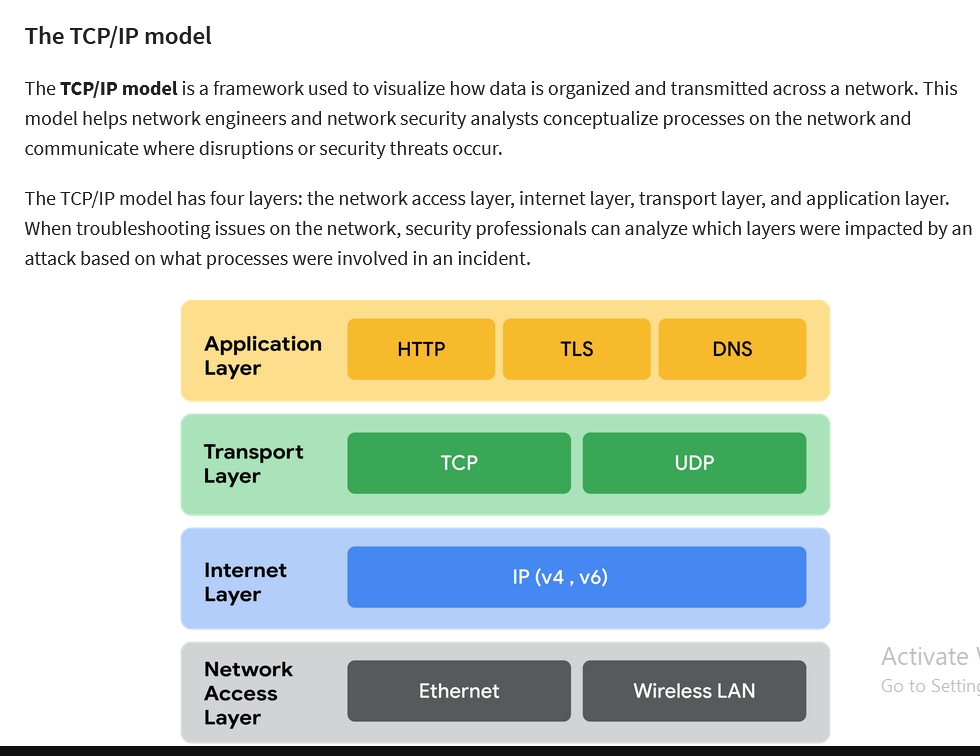 The TCP/IP model
The TCP/IP model is a framework used to visualize how data is organized and transmitted across a network. This
model helps network engineers and network security analysts conceptualize processes on the network and
communicate where disruptions or security threats occur.
The TCP/IP model has four layers: the network access layer, internet layer, transport layer, and application layer.
When troubleshooting issues on the network, security professionals can analyze which layers were impacted by an
attack based on what processes were involved in an incident.
Application
Layer
HTTP
TLS
DNS
Transport
Layer
TCP
UDP
Internet
Layer
IP (v4 , v6)
Network
Access
Layer
Ethernet
Wireless LAN
Activate
Go to